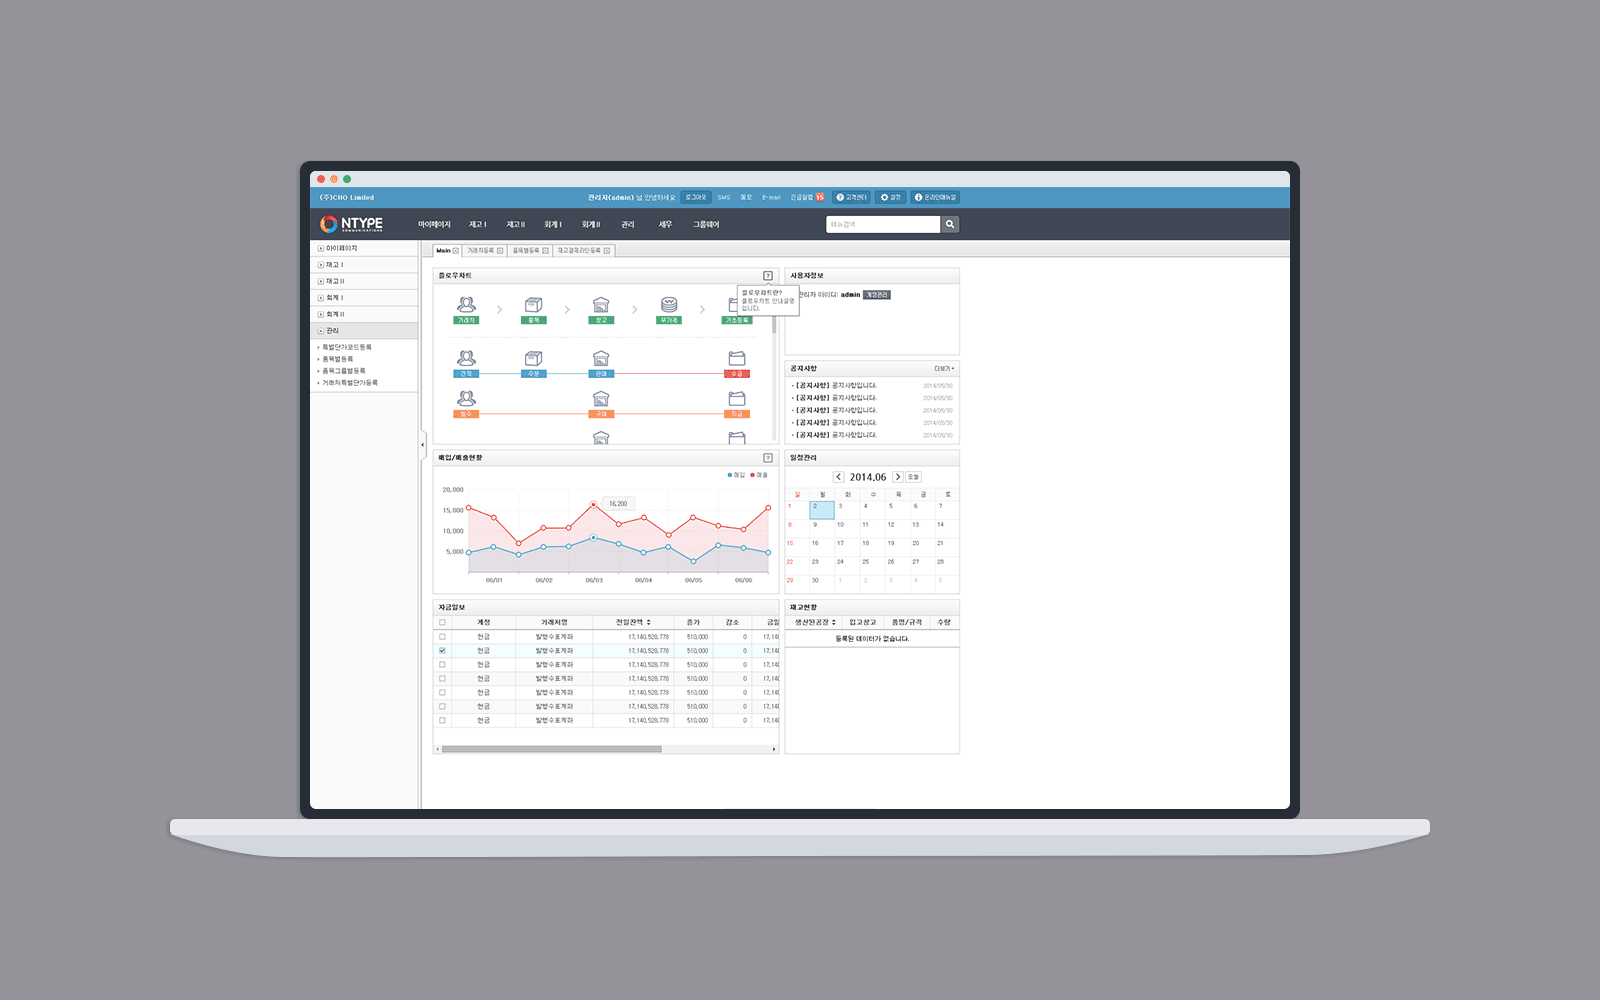 (주)CHO Limited
관리자(admin) 님 안녕하세요 로그아웃 SMS 메모 E-mail 긴급알림 15 고객센터 설정 온라인매뉴얼
NTYPE
COMMUNICATIONS
마이페이지 재고 I 재고 II 회계 I 회계 II 관리 세무 그룹웨어
메뉴검색
마이페이지
재고 I
재고 II
회계 I
회계 II
관리
특별단가코드등록
품목별등록
품목그룹별등록
거래처특별단가등록
Main 거래처등록 품목별등록 재고결재라인등록
플로우차트 ?
플로우차트란?
플로우차트 안내설명
입니다.
거래처 품목 창고 부가세 기초등록
견적 주문 판매 수금
발주 구매 지급
사용자정보
관리자 아이디: admin 계정관리
공지사항 더보기+
· [공지사항] 공지사항입니다. 2014/05/30
· [공지사항] 공지사항입니다. 2014/05/30
· [공지사항] 공지사항입니다. 2014/05/30
· [공지사항] 공지사항입니다. 2014/05/30
· [공지사항] 공지사항입니다. 2014/05/30
매입/매출현황 ?
매입 매출
20,000
15,000
10,000
5,000
16,200
06/01 06/02 06/03 06/04 06/05 06/06
일정관리
2014.06 오늘
일 월 화 수 목 금 토
1 2 3 4 5 6 7
8 9 10 11 12 13 14
15 16 17 18 19 20 21
22 23 24 25 26 27 28
29 30 1 2 3 4 5
자금일보
계정 거래처명 전일잔액 증가 감소 금일
현금 발행수표계좌 17,140,528,778 510,000 0 17,140
현금 발행수표계좌 17,140,528,778 510,000 0 17,140
현금 발행수표계좌 17,140,528,778 510,000 0 17,140
현금 발행수표계좌 17,140,528,778 510,000 0 17,140
현금 발행수표계좌 17,140,528,778 510,000 0 17,140
현금 발행수표계좌 17,140,528,778 510,000 0 17,140
현금 발행수표계좌 17,140,528,778 510,000 0 17,140
재고현황
생산된공장 입고창고 품명/규격 수량
등록된 데이터가 없습니다.